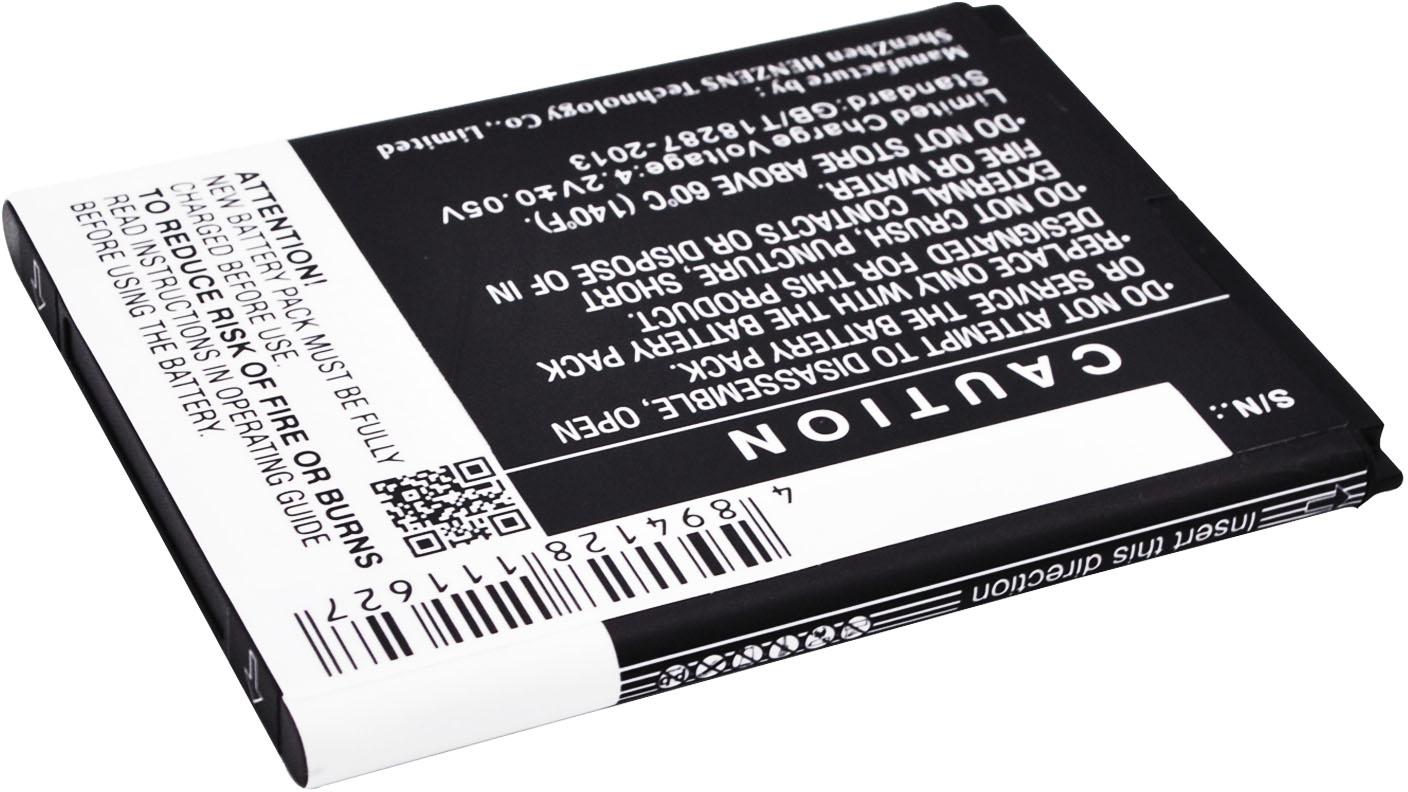 S/N.:
CAUTION
•DO NOT ATTEMPT TO DISASSEMBLE, OPEN
OR SERVICE THE BATTERY PACK.
•REPLACE ONLY WITH THE BATTERY PACK
DESIGNATED FOR THIS PRODUCT.
•DO NOT CRUSH, PUNCTURE, SHORT
EXTERNAL CONTACTS OR DISPOSE OF IN
FIRE OR WATER.
•DO NOT STORE ABOVE 60°C (140°F).
Limited Charge Voltage:4.2V±0.05V
Standard:GB/T18287-2013
Manufacture by:
ShenZhen HENZENS Technology Co., Limited
ATTENTION!
NEW BATTERY PACK MUST BE FULLY
CHARGED BEFORE USE.
TO REDUCE RISK OF FIRE OR BURNS
READ INSTRUCTIONS IN OPERATING GUIDE
BEFORE USING THE BATTERY.
4 894128 111627
Insert this direction